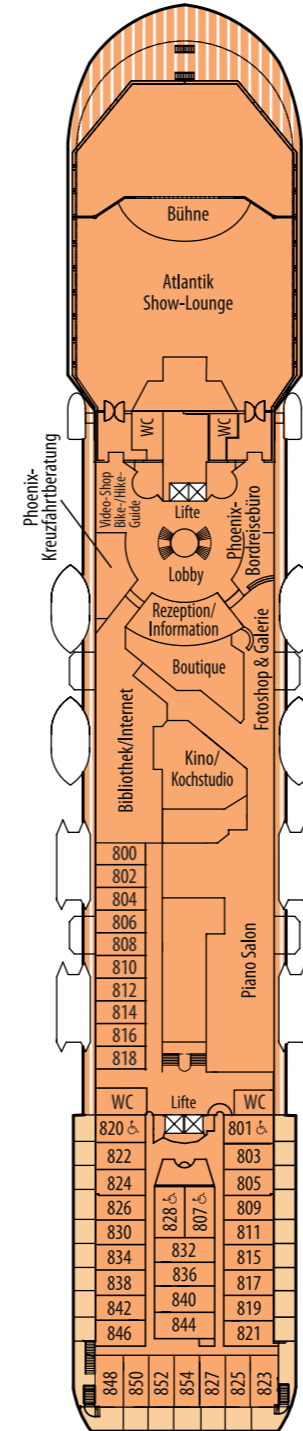 Bühne
Atlantik
Show-Lounge
WC
WC
Phoenix-
Kreuzfahrtberatung
Video-Shop
Bike-/Hike-
Guide
Lifte
Lobby
Phoenix-
Bordreisebüro
Rezeption/
Information
Boutique
Fotoshop & Galerie
Bibliothek/Internet
Kino/
Kochstudio
Piano Salon
800
802
804
806
808
810
812
814
816
818
WC
Lifte
WC
820
822
824
826
830
834
838
842
846
828
807
832
836
840
844
801
803
805
809
811
815
817
819
821
848
850
852
854
827
825
823